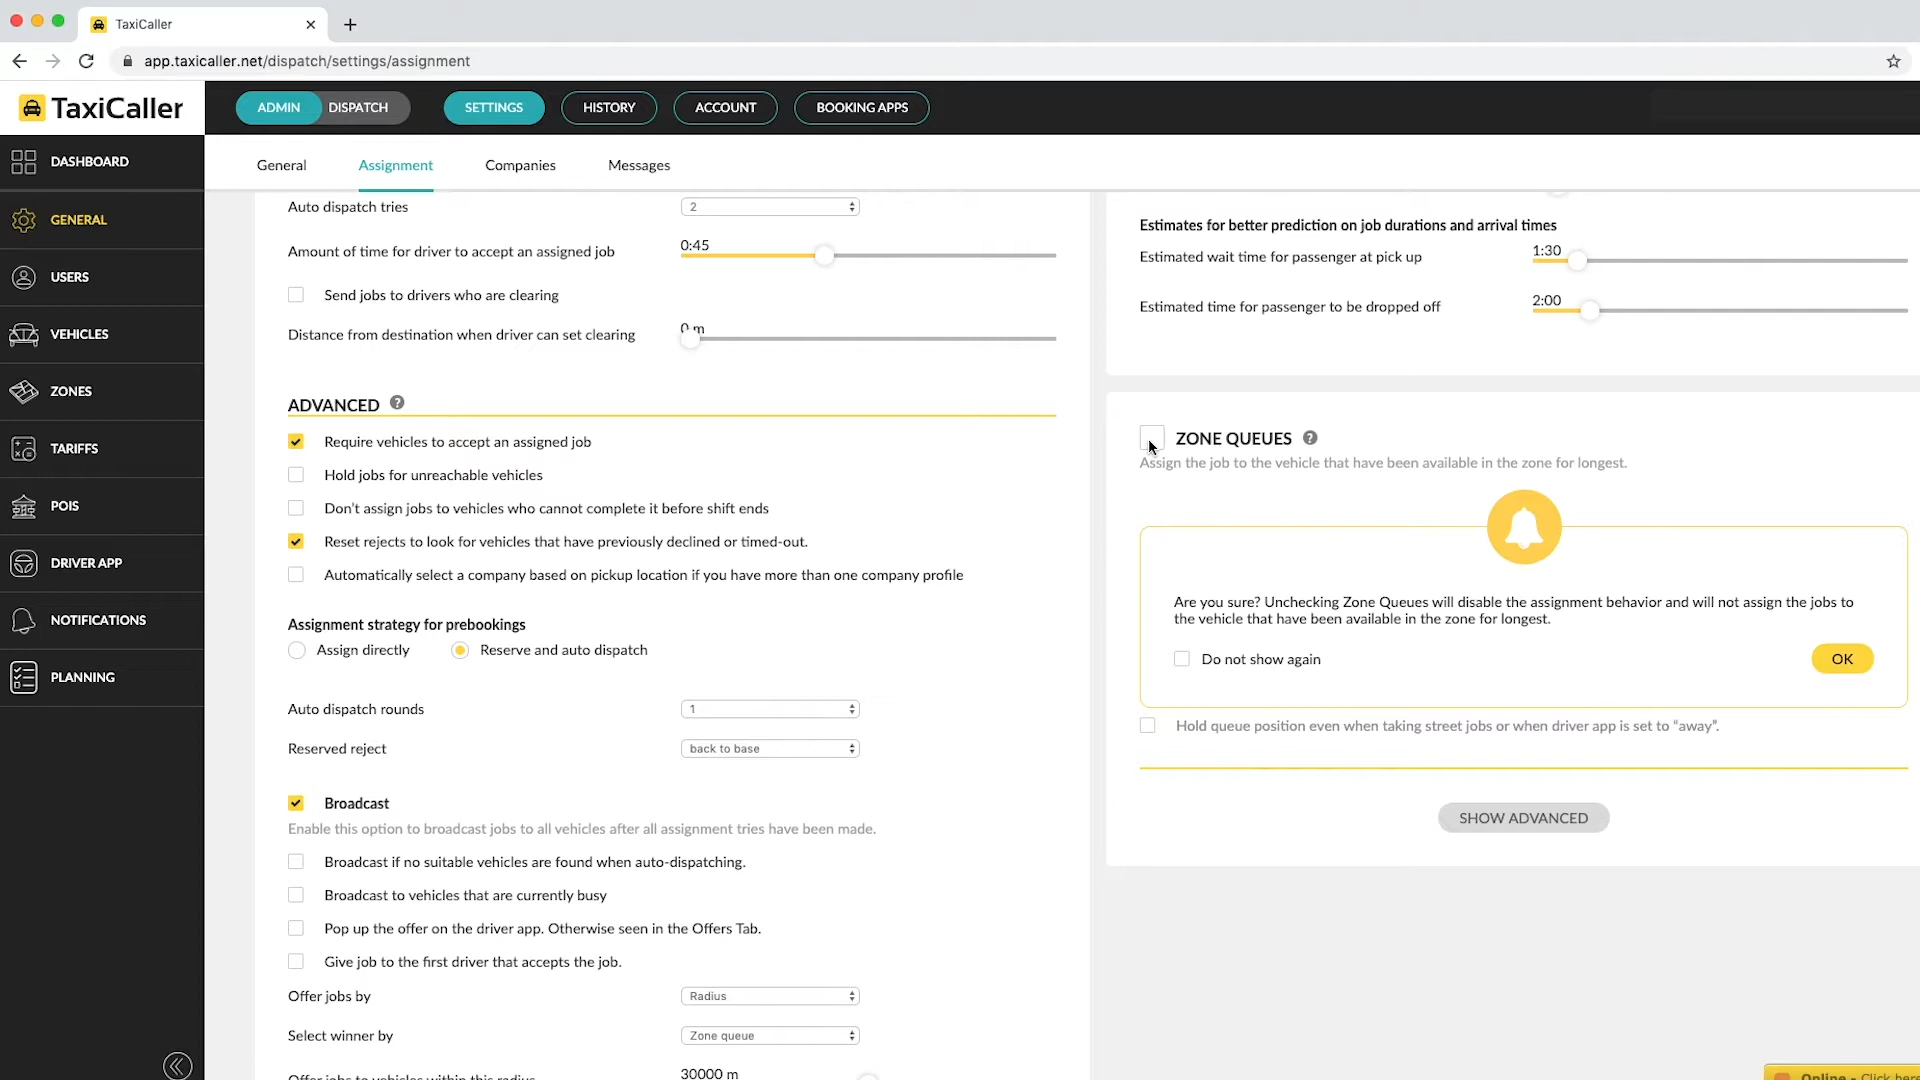 TaxiCaller
app.taxicaller.net/dispatch/settings/assignment
TaxiCaller
ADMIN DISPATCH SETTINGS HISTORY ACCOUNT BOOKING APPS
General Assignment Companies Messages
DASHBOARD
GENERAL
USERS
VEHICLES
ZONES
TARIFFS
POIS
DRIVER APP
NOTIFICATIONS
PLANNING
Auto dispatch tries 2
Amount of time for driver to accept an assigned job 0:45
Send jobs to drivers who are clearing
Distance from destination when driver can set clearing 0 m
ADVANCED ?
Require vehicles to accept an assigned job
Hold jobs for unreachable vehicles
Don't assign jobs to vehicles who cannot complete it before shift ends
Reset rejects to look for vehicles that have previously declined or timed-out.
Automatically select a company based on pickup location if you have more than one company profile
Assignment strategy for prebookings
Assign directly Reserve and auto dispatch
Auto dispatch rounds 1
Reserved reject back to base
Broadcast
Enable this option to broadcast jobs to all vehicles after all assignment tries have been made.
Broadcast if no suitable vehicles are found when auto-dispatching.
Broadcast to vehicles that are currently busy
Pop up the offer on the driver app. Otherwise seen in the Offers Tab.
Give job to the first driver that accepts the job.
Offer jobs by Radius
Select winner by Zone queue
Offer jobs to vehicles within this radius 30000 m
Estimates for better prediction on job durations and arrival times
Estimated wait time for passenger at pick up 1:30
Estimated time for passenger to be dropped off 2:00
ZONE QUEUES ?
Assign the job to the vehicle that have been available in the zone for longest.
Are you sure? Unchecking Zone Queues will disable the assignment behavior and will not assign the jobs to
the vehicle that have been available in the zone for longest.
Do not show again OK
Hold queue position even when taking street jobs or when driver app is set to “away”.
SHOW ADVANCED
Online - Click here